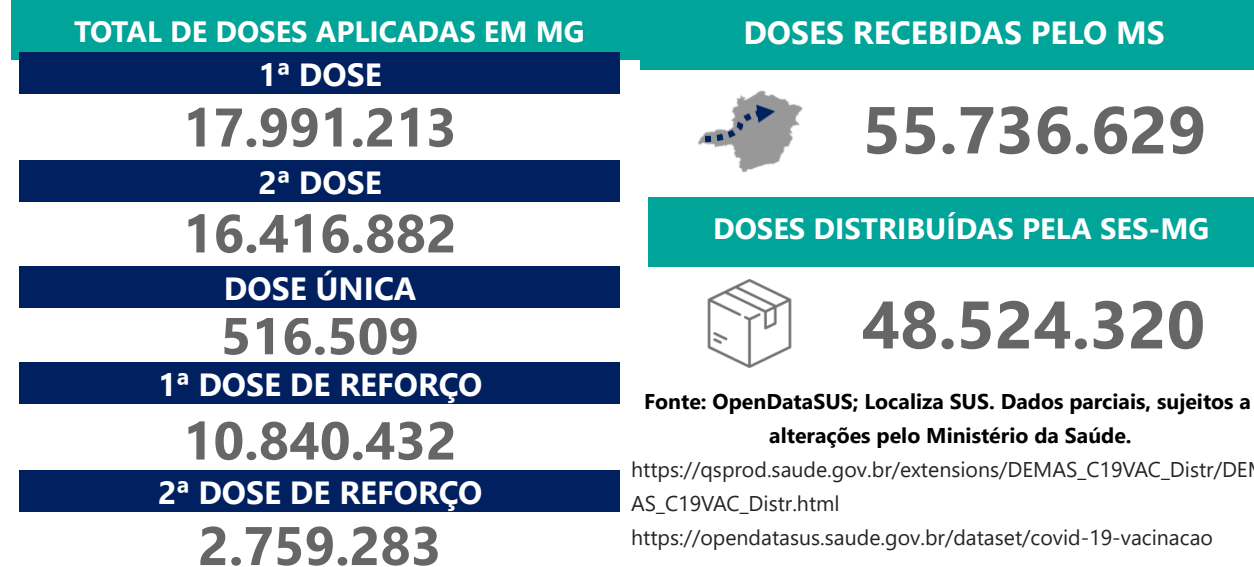 TOTAL DE DOSES APLICADAS EM MG
1ª DOSE
17.991.213
2ª DOSE
16.416.882
DOSE ÚNICA
516.509
1ª DOSE DE REFORÇO
10.840.432
2ª DOSE DE REFORÇO
2.759.283
DOSES RECEBIDAS PELO MS
55.736.629
DOSES DISTRIBUÍDAS PELA SES-MG
48.524.320
Fonte: OpenDataSUS; Localiza SUS. Dados parciais, sujeitos a
alterações pelo Ministério da Saúde.
https://qsprod.saude.gov.br/extensions/DEMAS_C19VAC_Distr/DEM
AS_C19VAC_Distr.html
https://opendatasus.saude.gov.br/dataset/covid-19-vacinacao